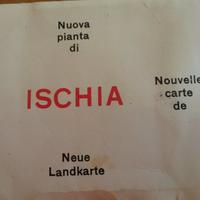 Nuova
pianta
di
ISCHIA
Nouvelle
carte
de
Neue
Landkarte